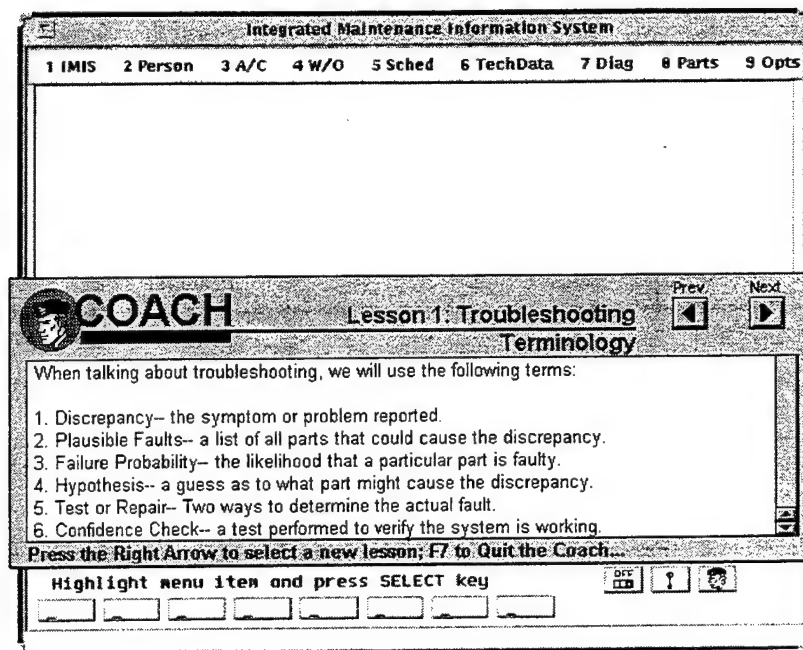 Integrated Maintenance Information System
1 IMIS 2 Person 3 A/C 4 W/O 5 Sched 6 TechData 7 Diag 8 Parts 9 Opts
COACH
Lesson 1: Troubleshooting
Terminology
Prev Next
When talking about troubleshooting, we will use the following terms:
1. Discrepancy-- the symptom or problem reported.
2. Plausible Faults-- a list of all parts that could cause the discrepancy.
3. Failure Probability-- the likelihood that a particular part is faulty.
4. Hypothesis-- a guess as to what part might cause the discrepancy.
5. Test or Repair-- Two ways to determine the actual fault.
6. Confidence Check-- a test performed to verify the system is working.
Press the Right Arrow to select a new lesson; F7 to Quit the Coach...
Highlight menu item and press SELECT key
OFF